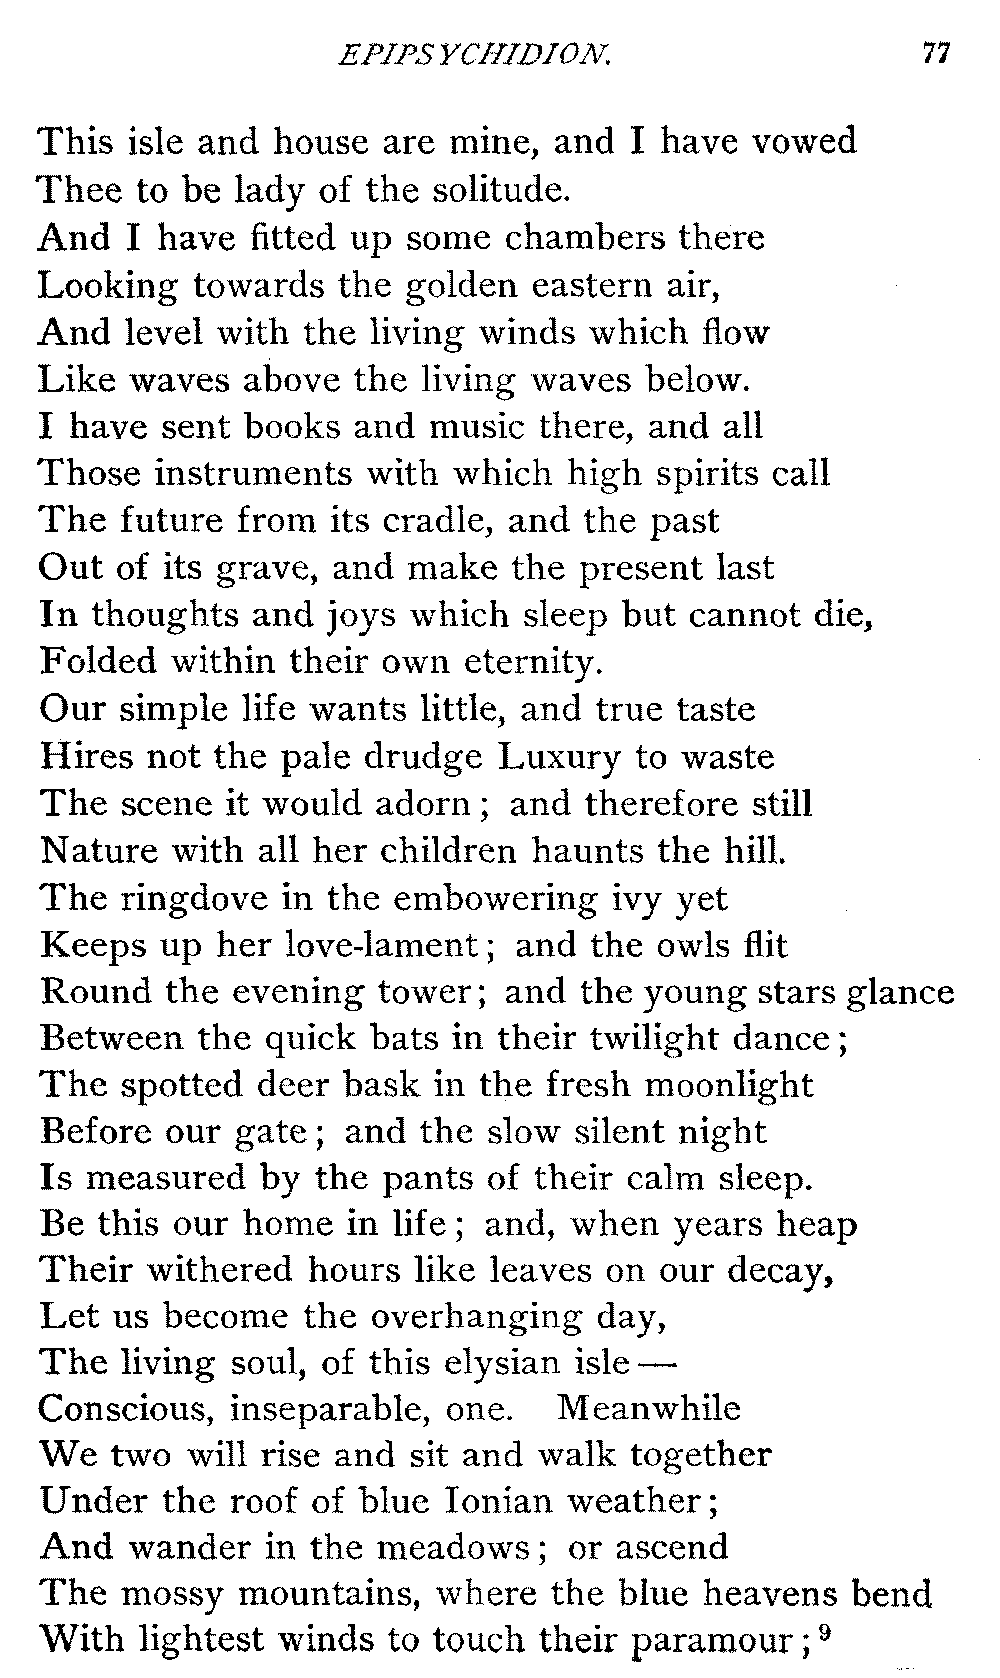 EPIPSYCHIDION. 77
This isle and house are mine, and I have vowed
Thee to be lady of the solitude.
And I have fitted up some chambers there
Looking towards the golden eastern air,
And level with the living winds which flow
Like waves above the living waves below.
I have sent books and music there, and all
Those instruments with which high spirits call
The future from its cradle, and the past
Out of its grave, and make the present last
In thoughts and joys which sleep but cannot die,
Folded within their own eternity.
Our simple life wants little, and true taste
Hires not the pale drudge Luxury to waste
The scene it would adorn ; and therefore still
Nature with all her children haunts the hill.
The ringdove in the embowering ivy yet
Keeps up her love-lament ; and the owls flit
Round the evening tower ; and the young stars glance
Between the quick bats in their twilight dance ;
The spotted deer bask in the fresh moonlight
Before our gate ; and the slow silent night
Is measured by the pants of their calm sleep.
Be this our home in life ; and, when years heap
Their withered hours like leaves on our decay,
Let us become the overhanging day,
The living soul, of this elysian isle—
Conscious, inseparable, one. Meanwhile
We two will rise and sit and walk together
Under the roof of blue Ionian weather ;
And wander in the meadows ; or ascend
The mossy mountains, where the blue heavens bend
With lightest winds to touch their paramour ;⁹